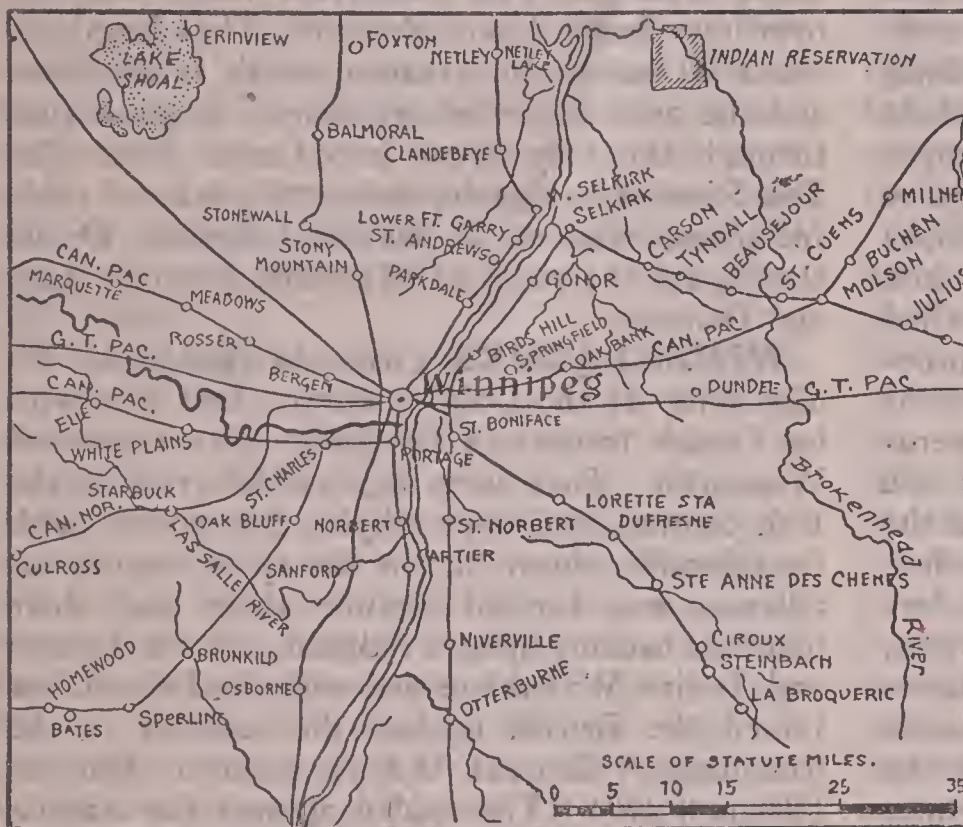 ERINVIEW
LAKE
SHOAL
FOXTON
NETLEY
NETLEY
LAKE
INDIAN RESERVATION
BALMORAL
CLANDEBEYE
W. SELKIRK
SELKIRK
STONEWALL
LOWER FT. GARRY
ST. ANDREWS
STONY
MOUNTAIN
PARKDALE
GONOR
CARSON
TYNDALL
BEAUSEJOUR
ST. OUENS
MILNE
BUCHAN
MOLSON
JULIUS
CAN. PAC.
MARQUETTE
MEADOWS
ROSSER
G. T. PAC.
BERGEN
BIRDS HILL
SPRINGFIELD
OAKBANK
CAN. PAC.
Winnipeg
DUNDEE
G. T. PAC.
CAN. PAC.
ELIE
WHITE PLAINS
ST. CHARLES
PORTAGE
ST. BONIFACE
STARBUCK
CAN. NOR.
OAK BLUFF
LAS SALLE
RIVER
NORBERT
ST. NORBERT
LORETTE STA
DUFRESNE
Brokenhead
River
CULROSS
SANFORD
CARTIER
STE ANNE DES CHENES
HOMEWOOD
BRUNKILD
NIVERVILLE
CIROUX
STEINBACH
LA BROQUERIC
OSBORNE
OTTERBURNE
BATES
SPERLING
SCALE OF STATUTE MILES.
0 5 10 15 25 35